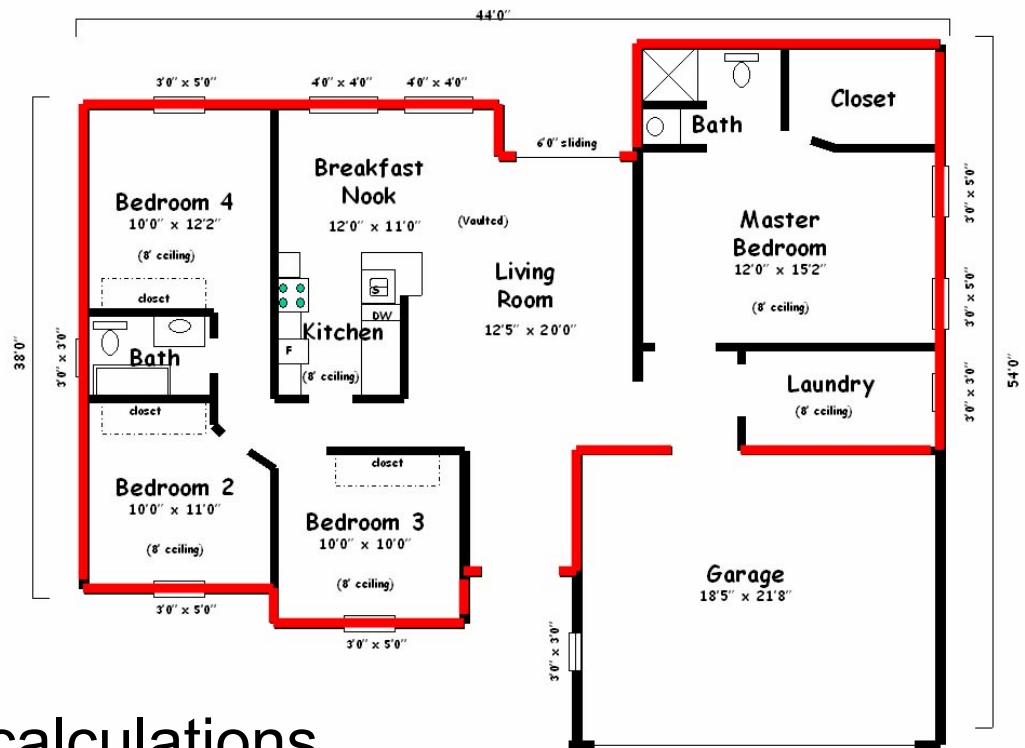 44'0"
3'0" x 5'0"
4'0" x 4'0"
4'0" x 4'0"
Closet
Bath
6'0" sliding
Breakfast
Nook
12'0" x 11'0"
Bedroom 4
10'0" x 12'2"
(8' ceiling)
(Vaulted)
Master
Bedroom
12'0" x 15'2"
(8' ceiling)
3'0" x 5'0"
3'0" x 5'0"
Living
Room
12'5" x 20'0"
closet
S
DW
Kitchen
F
(8' ceiling)
38'0"
3'0" x 3'0"
Bath
54'0"
Laundry
(8' ceiling)
3'0" x 3'0"
closet
closet
Bedroom 2
10'0" x 11'0"
(8' ceiling)
Bedroom 3
10'0" x 10'0"
(8' ceiling)
Garage
18'5" x 21'8"
3'0" x 5'0"
3'0" x 5'0"
3'0" x 3'0"
calculations